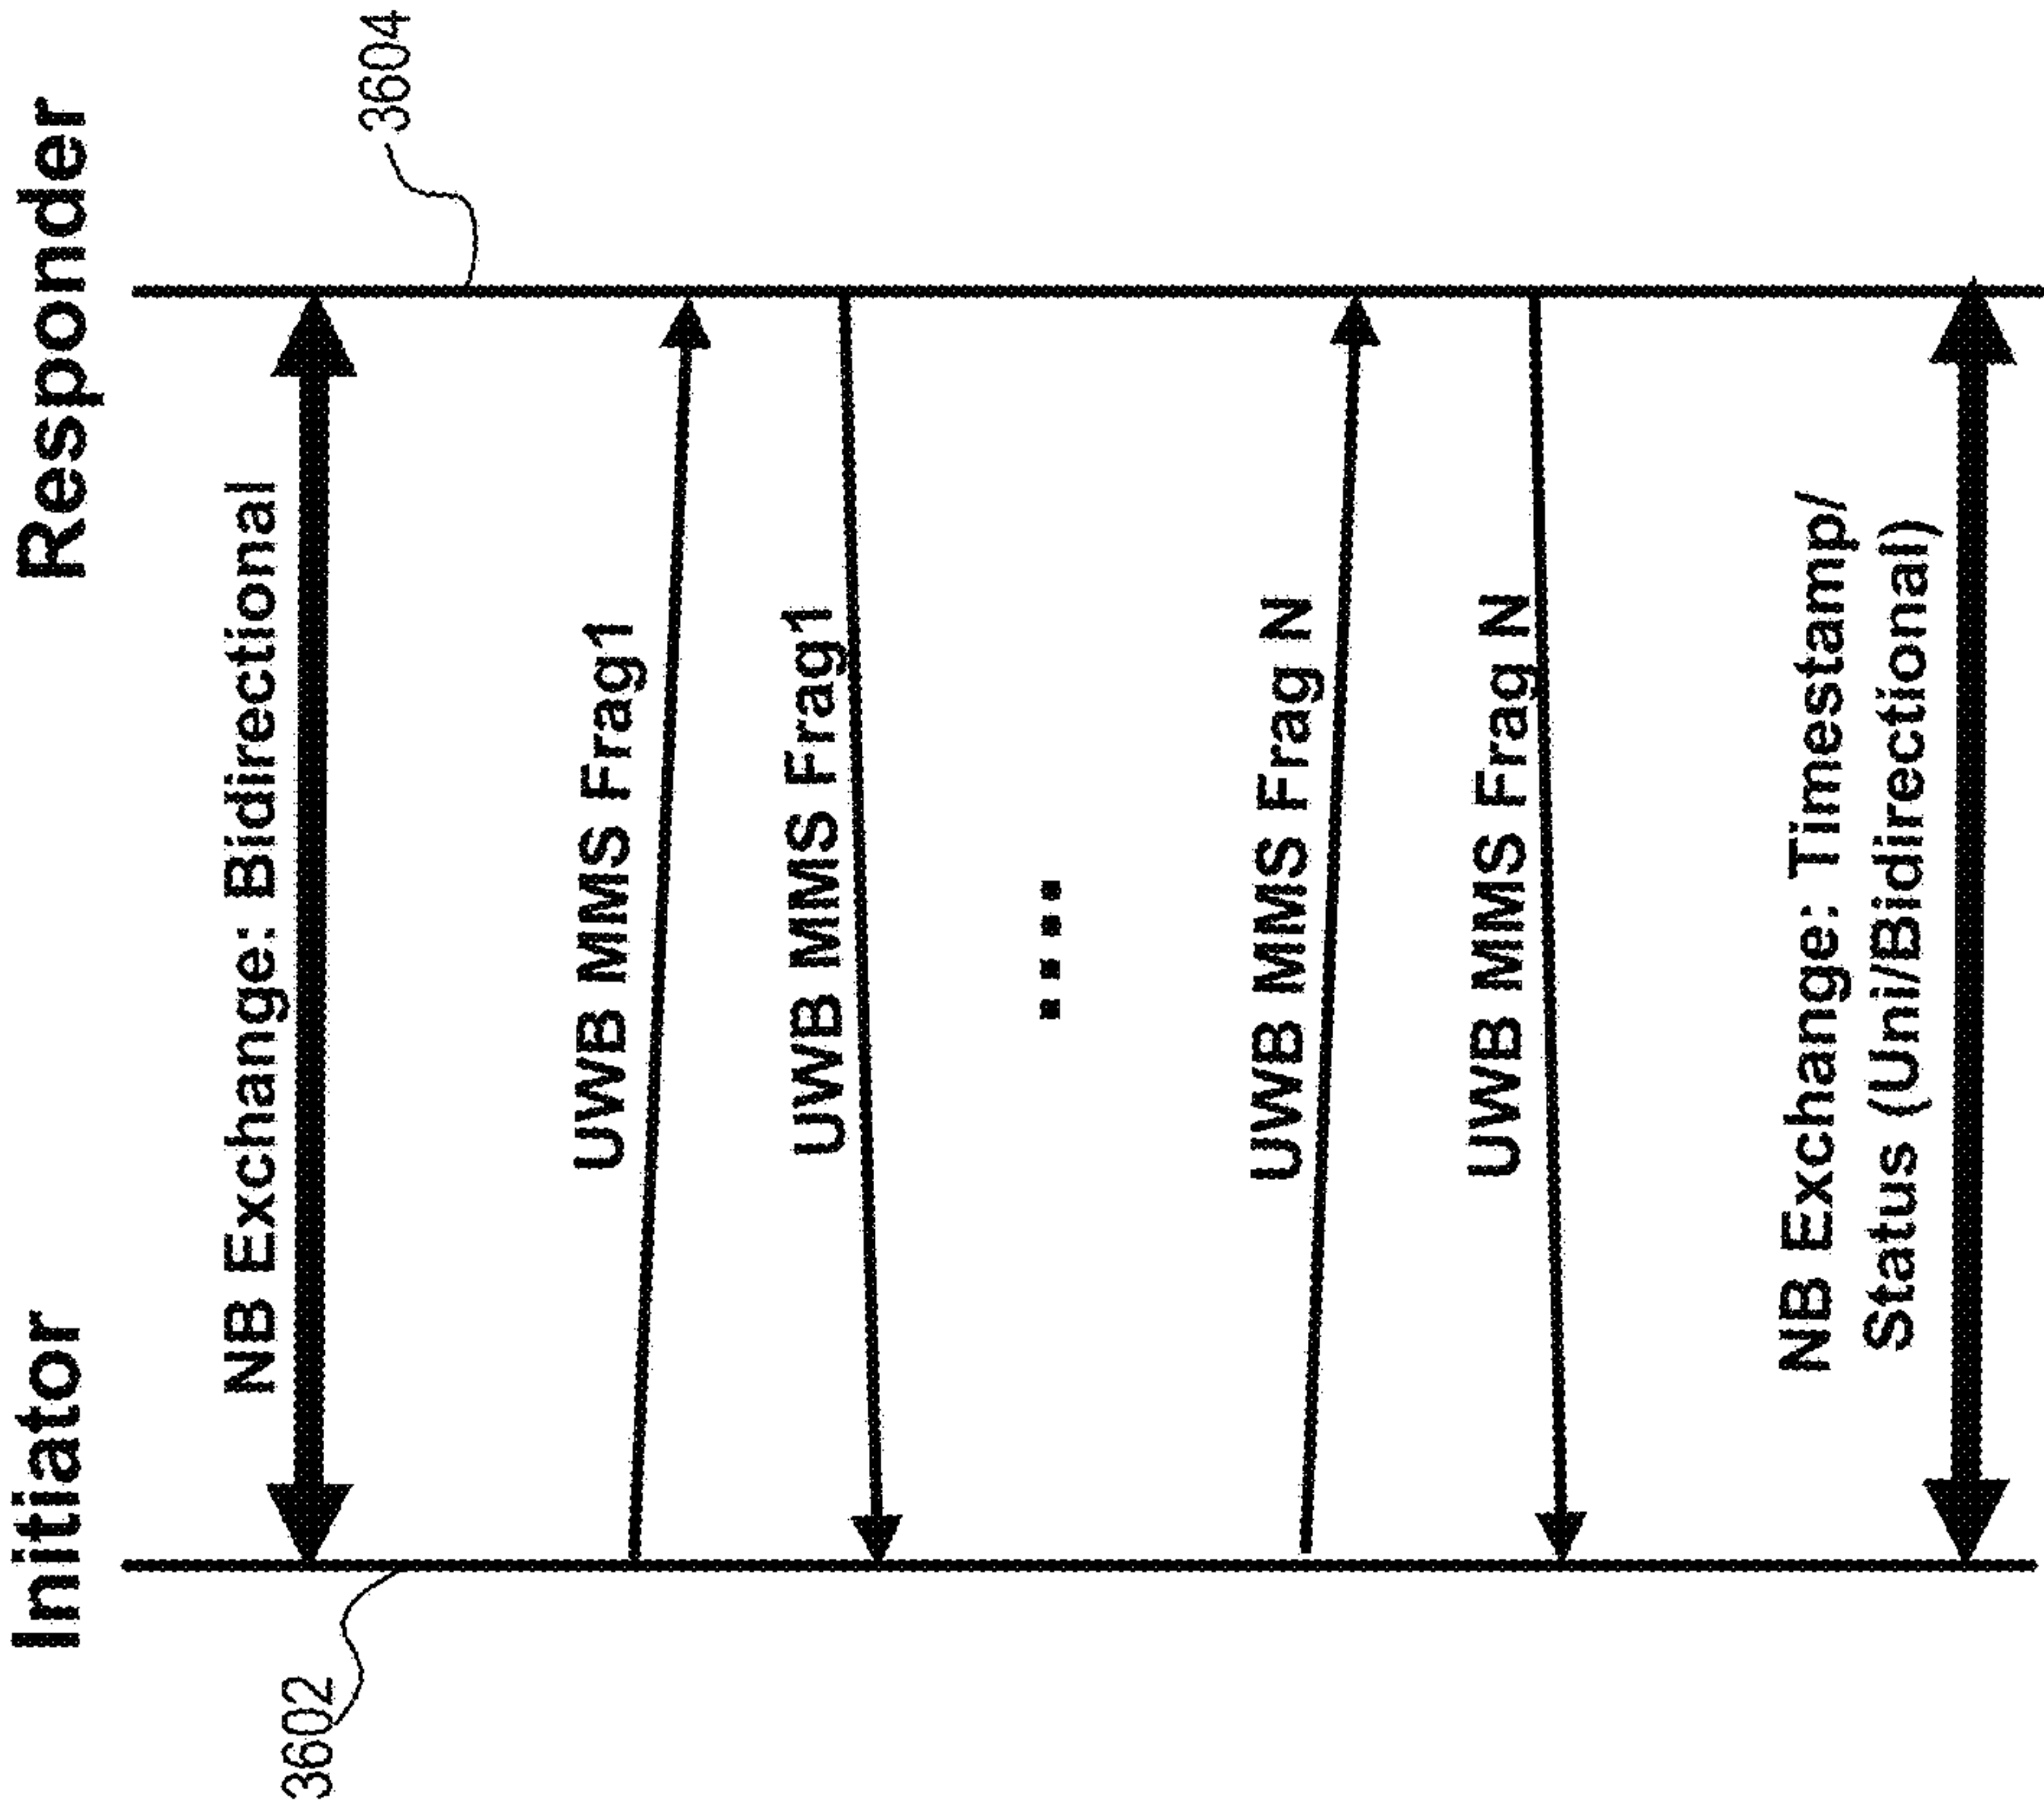 Initiator
Responder
3602
3604
NB Exchange: Bidirectional
UWB MMS Frag1
UWB MMS Frag1
....
UWB MMS Frag N
UWB MMS Frag N
NB Exchange: Timestamp/
Status (Uni/Bidirectional)